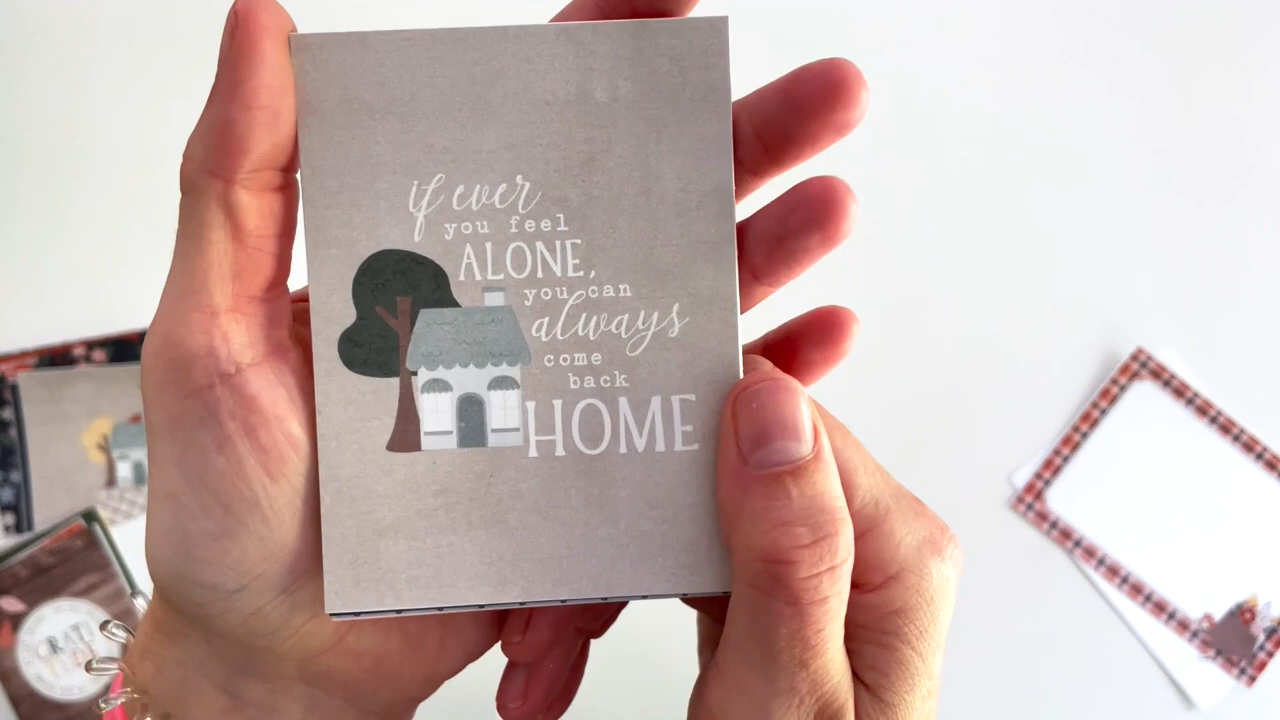 if ever
you feel
ALONE,
you can
always
come
back
HOME